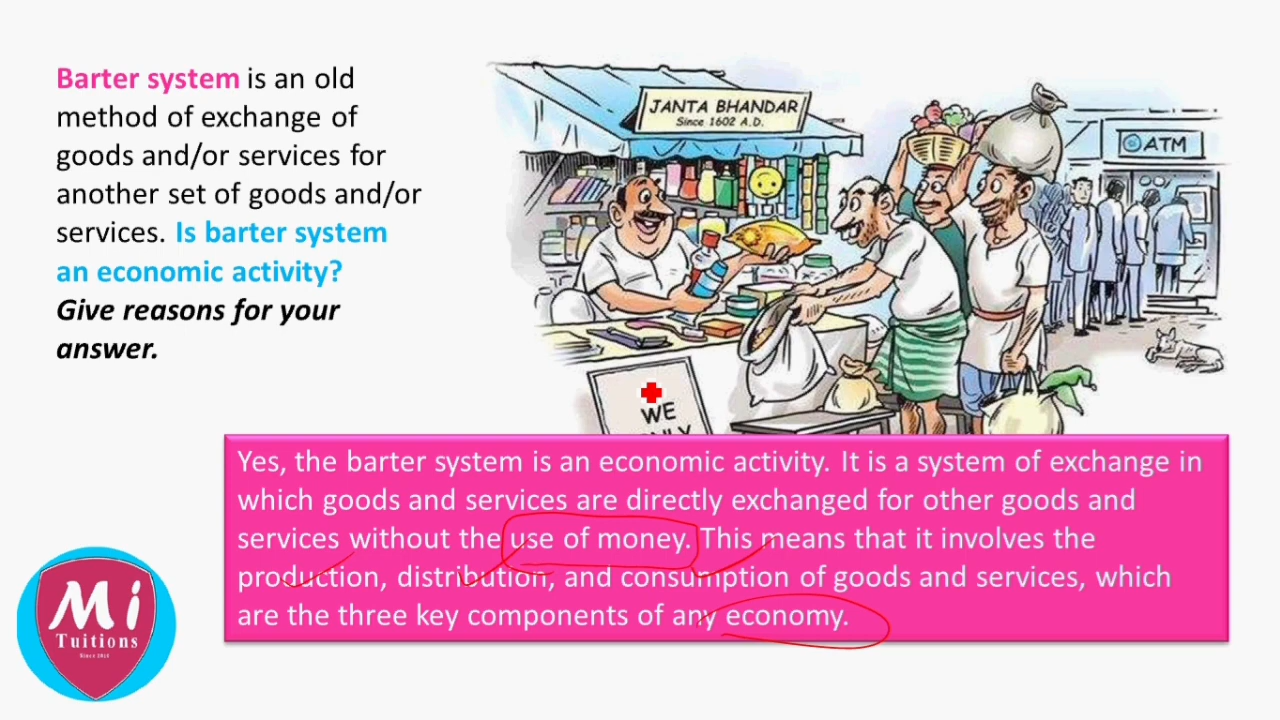 Barter system is an old
method of exchange of
goods and/or services for
another set of goods and/or
services. Is barter system
an economic activity?
Give reasons for your
answer.
JANTA BHANDAR
Since 1602 A.D.
ATM
WE
Yes, the barter system is an economic activity. It is a system of exchange in
which goods and services are directly exchanged for other goods and
services without the use of money. This means that it involves the
production, distribution, and consumption of goods and services, which
are the three key components of any economy.
Mi
Tuitions